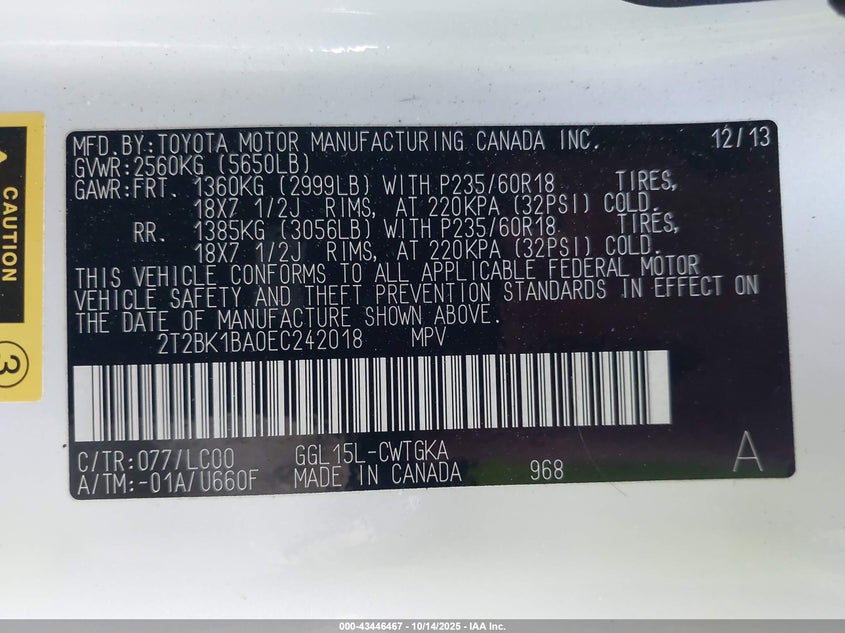 MFD.BY:TOYOTA MOTOR MANUFACTURING CANADA INC. 12/13
GVWR:2560KG (5650LB)
GAWR:FRT. 1360KG (2999LB) WITH P235/60R18 TIRES,
18X7 1/2J RIMS, AT 220KPA (32PSI) COLD.
RR. 1385KG (3056LB) WITH P235/60R18 TIRES,
18X7 1/2J RIMS, AT 220KPA (32PSI) COLD.
THIS VEHICLE CONFORMS TO ALL APPLICABLE FEDERAL MOTOR
VEHICLE SAFETY AND THEFT PREVENTION STANDARDS IN EFFECT ON
THE DATE OF MANUFACTURE SHOWN ABOVE.
2T2BK1BA0EC242018 MPV
C/TR:077/LC00 GGL15L-CWTGKA
A/TM:-01A/U660F MADE IN CANADA 968 A
CAUTION
3
000-43446467 - 10/14/2025 - IAA Inc.